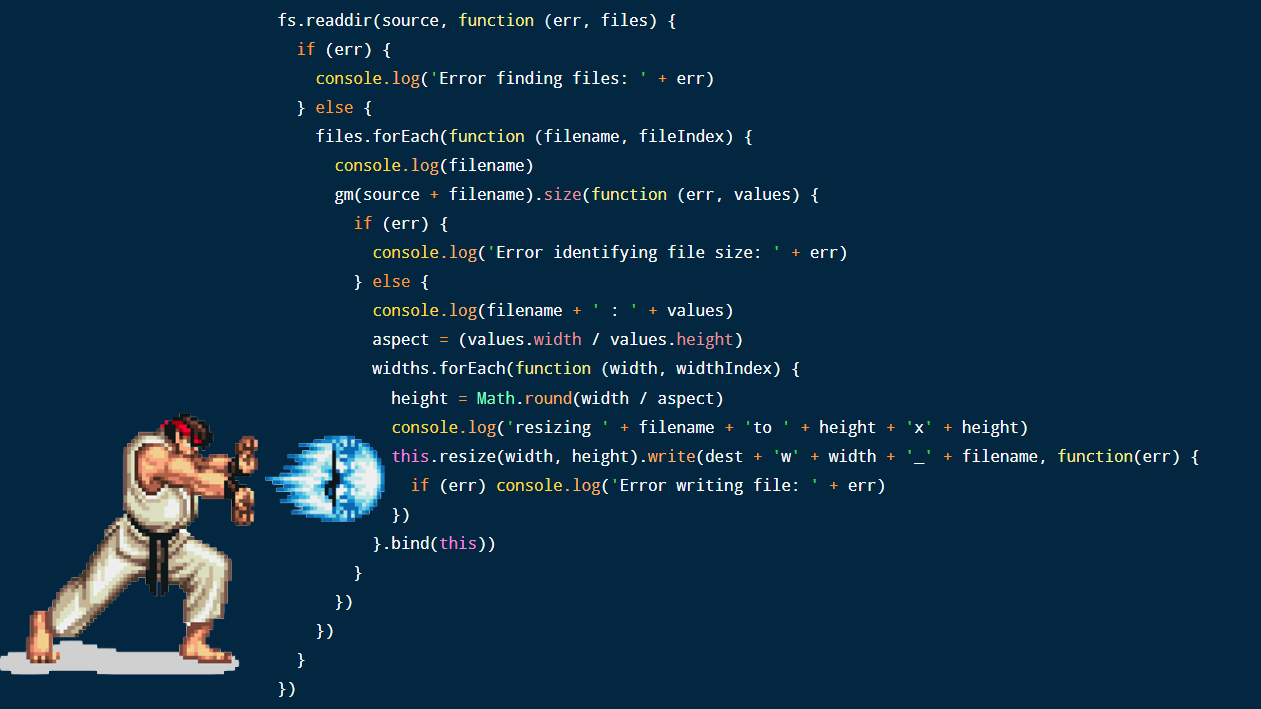 fs.readdir(source, function (err, files) {
  if (err) {
    console.log('Error finding files: ' + err)
  } else {
    files.forEach(function (filename, fileIndex) {
      console.log(filename)
      gm(source + filename).size(function (err, values) {
        if (err) {
          console.log('Error identifying file size: ' + err)
        } else {
          console.log(filename + ' : ' + values)
          aspect = (values.width / values.height)
          widths.forEach(function (width, widthIndex) {
            height = Math.round(width / aspect)
            console.log('resizing ' + filename + 'to ' + height + 'x' + height)
            this.resize(width, height).write(dest + 'w' + width + '_' + filename, function(err) {
              if (err) console.log('Error writing file: ' + err)
            })
          }.bind(this))
        }
      })
    })
  }
})